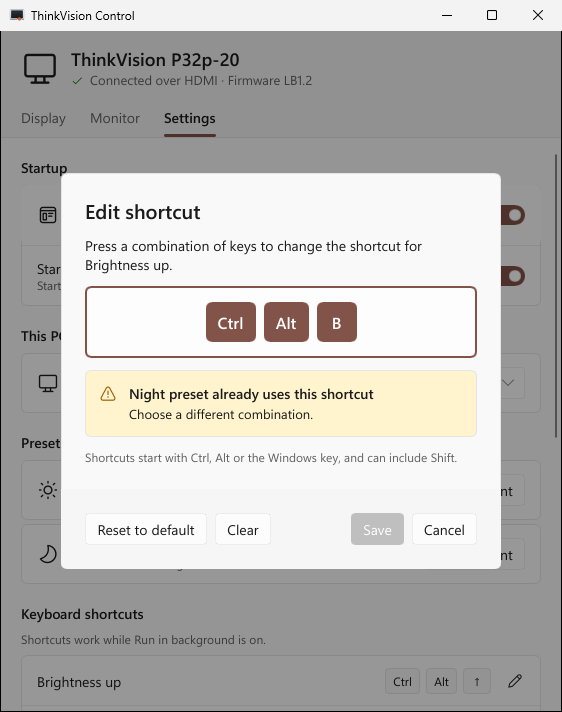 ThinkVision Control
ThinkVision P32p-20
Connected over HDMI · Firmware LB1.2
Display Monitor Settings
Startup
Edit shortcut
Press a combination of keys to change the shortcut for
Brightness up.
Ctrl Alt B
Night preset already uses this shortcut
Choose a different combination.
Shortcuts start with Ctrl, Alt or the Windows key, and can include Shift.
Reset to default Clear Save Cancel
Keyboard shortcuts
Shortcuts work while Run in background is on.
Brightness up Ctrl Alt ↑